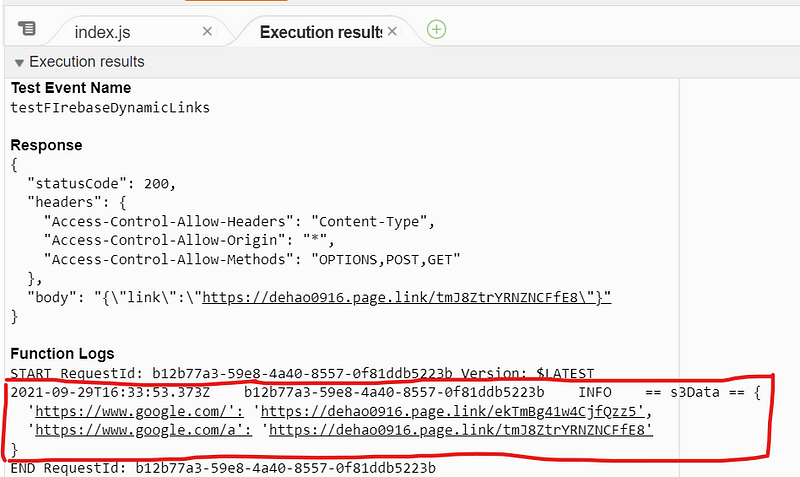 index.js × Execution results ×
Execution results
Test Event Name
testFIrebaseDynamicLinks
Response
{
"statusCode": 200,
"headers": {
"Access-Control-Allow-Headers": "Content-Type",
"Access-Control-Allow-Origin": "*",
"Access-Control-Allow-Methods": "OPTIONS,POST,GET"
},
"body": "{\"link\":\"https://dehao0916.page.link/tmJ8ZtrYRNZNCFfE8\"}"
}
Function Logs
START RequestId: b12b77a3-59e8-4a40-8557-0f81ddb5223b Version: $LATEST
2021-09-29T16:33:53.373Z b12b77a3-59e8-4a40-8557-0f81ddb5223b INFO == s3Data == {
'https://www.google.com/': 'https://dehao0916.page.link/ekTmBg41w4CjfQzz5',
'https://www.google.com/a': 'https://dehao0916.page.link/tmJ8ZtrYRNZNCFfE8'
}
END RequestId: b12b77a3-59e8-4a40-8557-0f81ddb5223b